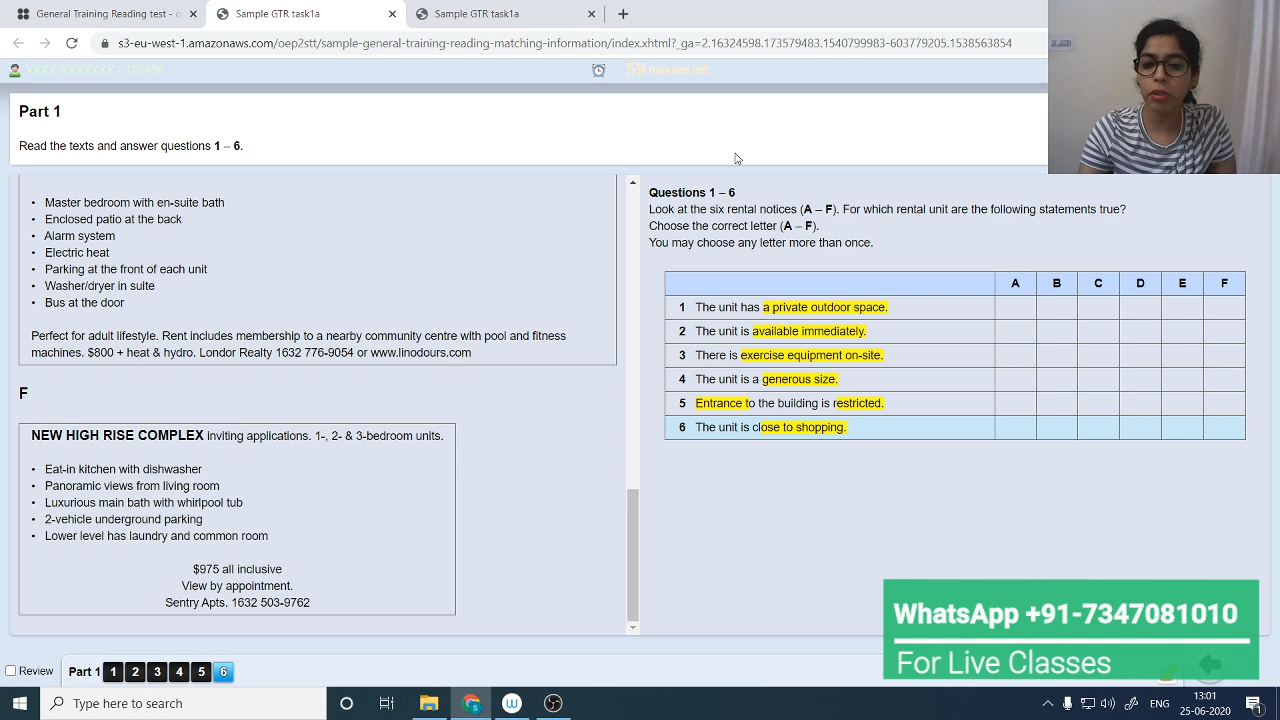 General Training Reading test -
Sample GTR task1a
Sample GTR task1a
s3-eu-west-1.amazonaws.com/aep2tt/sample-general-training-reading-matching-information/index.xhtml?_ga=2.16324598.173579483.1540799983-603779205.1538563854
XXXX XXXXXXX - 123456
59 minutes left
Part 1
Read the texts and answer questions 1 – 6.
• Master bedroom with en-suite bath
• Enclosed patio at the back
• Alarm system
• Electric heat
• Parking at the front of each unit
• Washer/dryer in suite
• Bus at the door
Perfect for adult lifestyle. Rent includes membership to a nearby community centre with pool and fitness
machines. $800 + heat & hydro. Londor Realty 1632 776-9054 or www.linodours.com
F
NEW HIGH RISE COMPLEX Inviting applications. 1-, 2- & 3-bedroom units.
• Eat-in kitchen with dishwasher
• Panoramic views from living room
• Luxurious main bath with whirlpool tub
• 2-vehicle underground parking
• Lower level has laundry and common room
$975 all inclusive
View by appointment.
Sentry Apts. 1632 503-9762
Questions 1 – 6
Look at the six rental notices (A – F). For which rental unit are the following statements true?
Choose the correct letter (A – F).
You may choose any letter more than once.
A B C D E F
1 The unit has a private outdoor space.
2 The unit is available immediately.
3 There is exercise equipment on-site.
4 The unit is a generous size.
5 Entrance to the building is restricted.
6 The unit is close to shopping.
WhatsApp +91-7347081010
For Live Classes
Review Part 1 1 2 3 4 5 6
Type here to search
ENG
13:01
25-06-2020